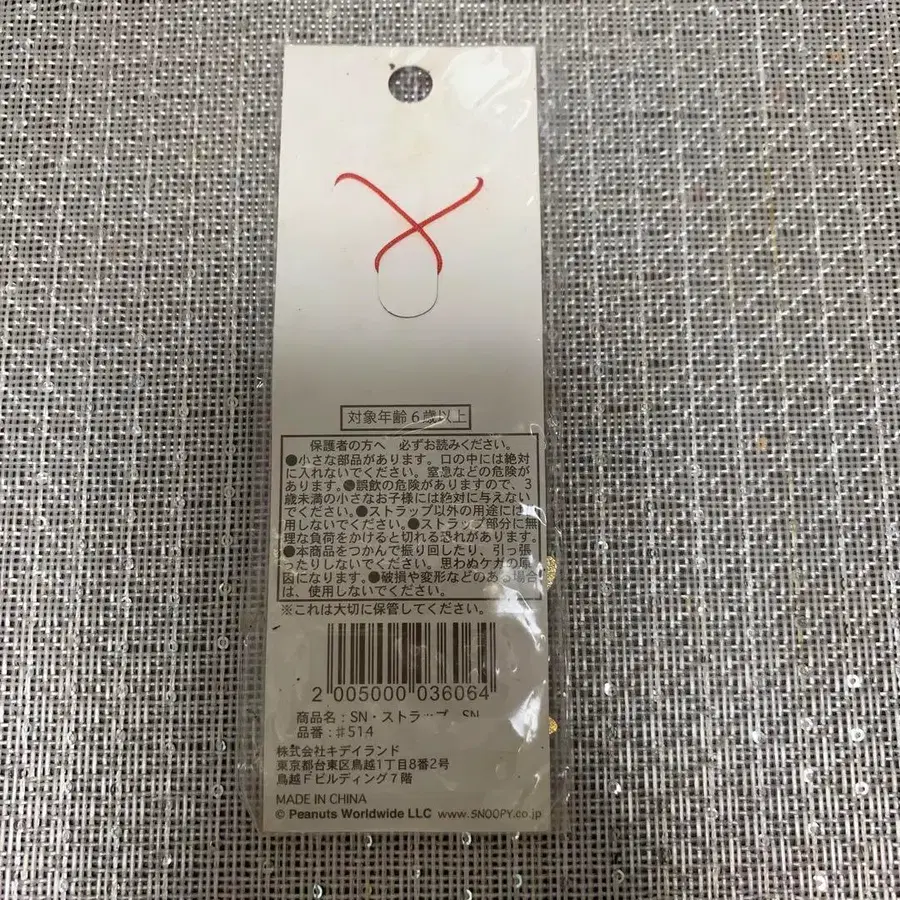 対象年齢6歳以上
保護者の方へ 必ずお読みください。
●小さな部品があります。口の中には絶対
に入れないでください。窒息などの危険が
あります。●誤飲の危険がありますので、3
歳未満の小さなお子様には絶対に与えない
でください。●ストラップ以外の用途には
用しないでください。●ストラップ部分に無
理な負荷をかけると切れる恐れがあります。
●本商品をつかんで振り回したり、引っ張
ったりしないでください。思わぬケガの原
因になります。●破損や変形などのある場合
は、使用しないでください。
※これは大切に保管してください。
2 005000 036064
商品名:SN・ストラップ SN
品番:#514
株式会社キデイランド
東京都台東区鳥越1丁目8番2号
鳥越Fビルディング7階
MADE IN CHINA
© Peanuts Worldwide LLC www.SNOOPY.co.jp